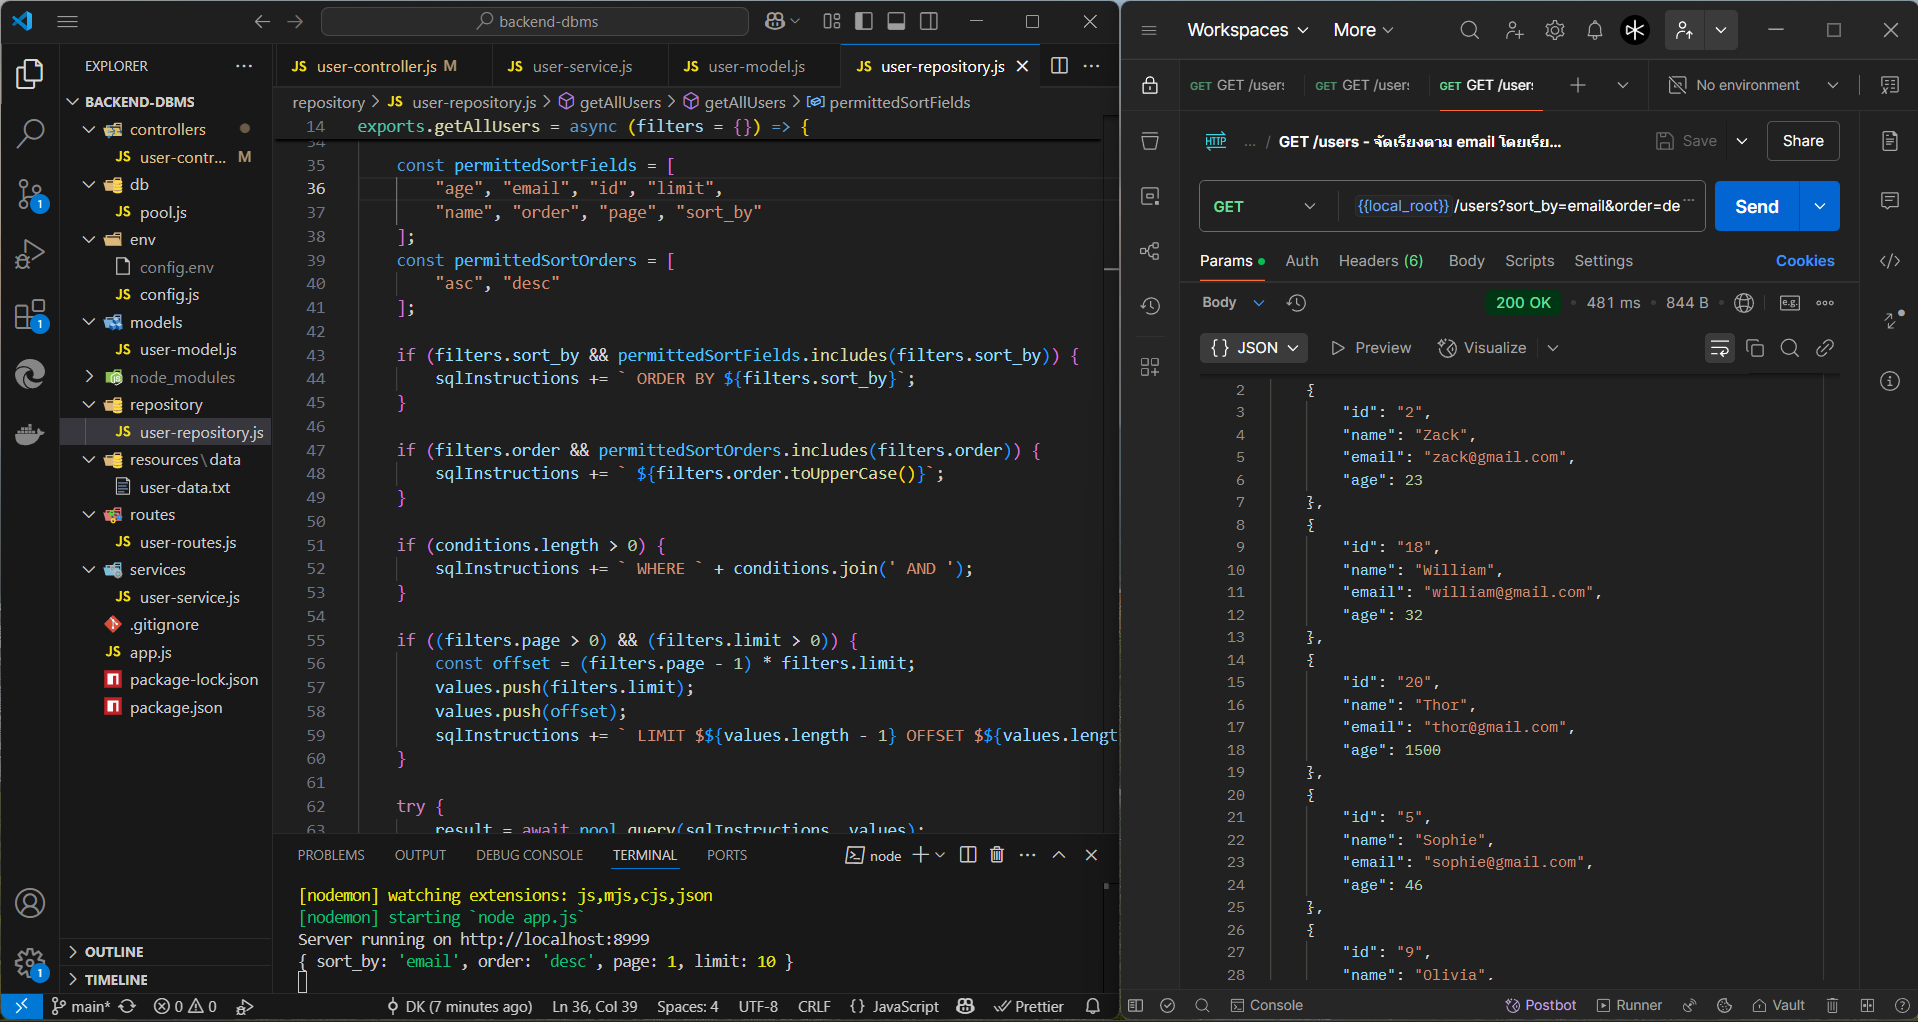 backend-dbms
EXPLORER
BACKEND-DBMS
controllers
JS user-contr... M
db
JS pool.js
env
config.env
JS config.js
models
JS user-model.js
node_modules
repository
JS user-repository.js
resources\data
user-data.txt
routes
JS user-routes.js
services
JS user-service.js
.gitignore
JS app.js
package-lock.json
package.json
OUTLINE
TIMELINE
JS user-controller.js M
JS user-service.js
JS user-model.js
JS user-repository.js
repository > JS user-repository.js > getAllUsers > getAllUsers > permittedSortFields
14 exports.getAllUsers = async (filters = {}) => {
34
35 const permittedSortFields = [
36 "age", "email", "id", "limit",
37 "name", "order", "page", "sort_by"
38 ];
39 const permittedSortOrders = [
40 "asc", "desc"
41 ];
42
43 if (filters.sort_by && permittedSortFields.includes(filters.sort_by)) {
44 sqlInstructions += ` ORDER BY ${filters.sort_by}`;
45 }
46
47 if (filters.order && permittedSortOrders.includes(filters.order)) {
48 sqlInstructions += ` ${filters.order.toUpperCase()}`;
49 }
50
51 if (conditions.length > 0) {
52 sqlInstructions += ` WHERE ` + conditions.join(' AND ');
53 }
54
55 if ((filters.page > 0) && (filters.limit > 0)) {
56 const offset = (filters.page - 1) * filters.limit;
57 values.push(filters.limit);
58 values.push(offset);
59 sqlInstructions += ` LIMIT $${values.length - 1} OFFSET $${values.lengt
60 }
61
62 try {
63 result = await pool.query(sqlInstructions, values);
PROBLEMS OUTPUT DEBUG CONSOLE TERMINAL PORTS node
[nodemon] watching extensions: js,mjs,cjs,json
[nodemon] starting `node app.js`
Server running on http://localhost:8999
{ sort_by: 'email', order: 'desc', page: 1, limit: 10 }
main* 0 0 DK (7 minutes ago) Ln 36, Col 39 Spaces: 4 UTF-8 CRLF {} JavaScript Prettier
Workspaces More
GET GET /users GET GET /users GET GET /users No environment
HTTP ... / GET /users - จัดเรียงตาม email โดยเรีย... Save Share
GET {{local_root}} /users?sort_by=email&order=de Send
Params Auth Headers (6) Body Scripts Settings Cookies
Body 200 OK 481 ms 844 B e.g.
{} JSON Preview Visualize
2 {
3 "id": "2",
4 "name": "Zack",
5 "email": "zack@gmail.com",
6 "age": 23
7 },
8 {
9 "id": "18",
10 "name": "William",
11 "email": "william@gmail.com",
12 "age": 32
13 },
14 {
15 "id": "20",
16 "name": "Thor",
17 "email": "thor@gmail.com",
18 "age": 1500
19 },
20 {
21 "id": "5",
22 "name": "Sophie",
23 "email": "sophie@gmail.com",
24 "age": 46
25 },
26 {
27 "id": "9",
28 "name": "Olivia",
Console Postbot Runner Vault